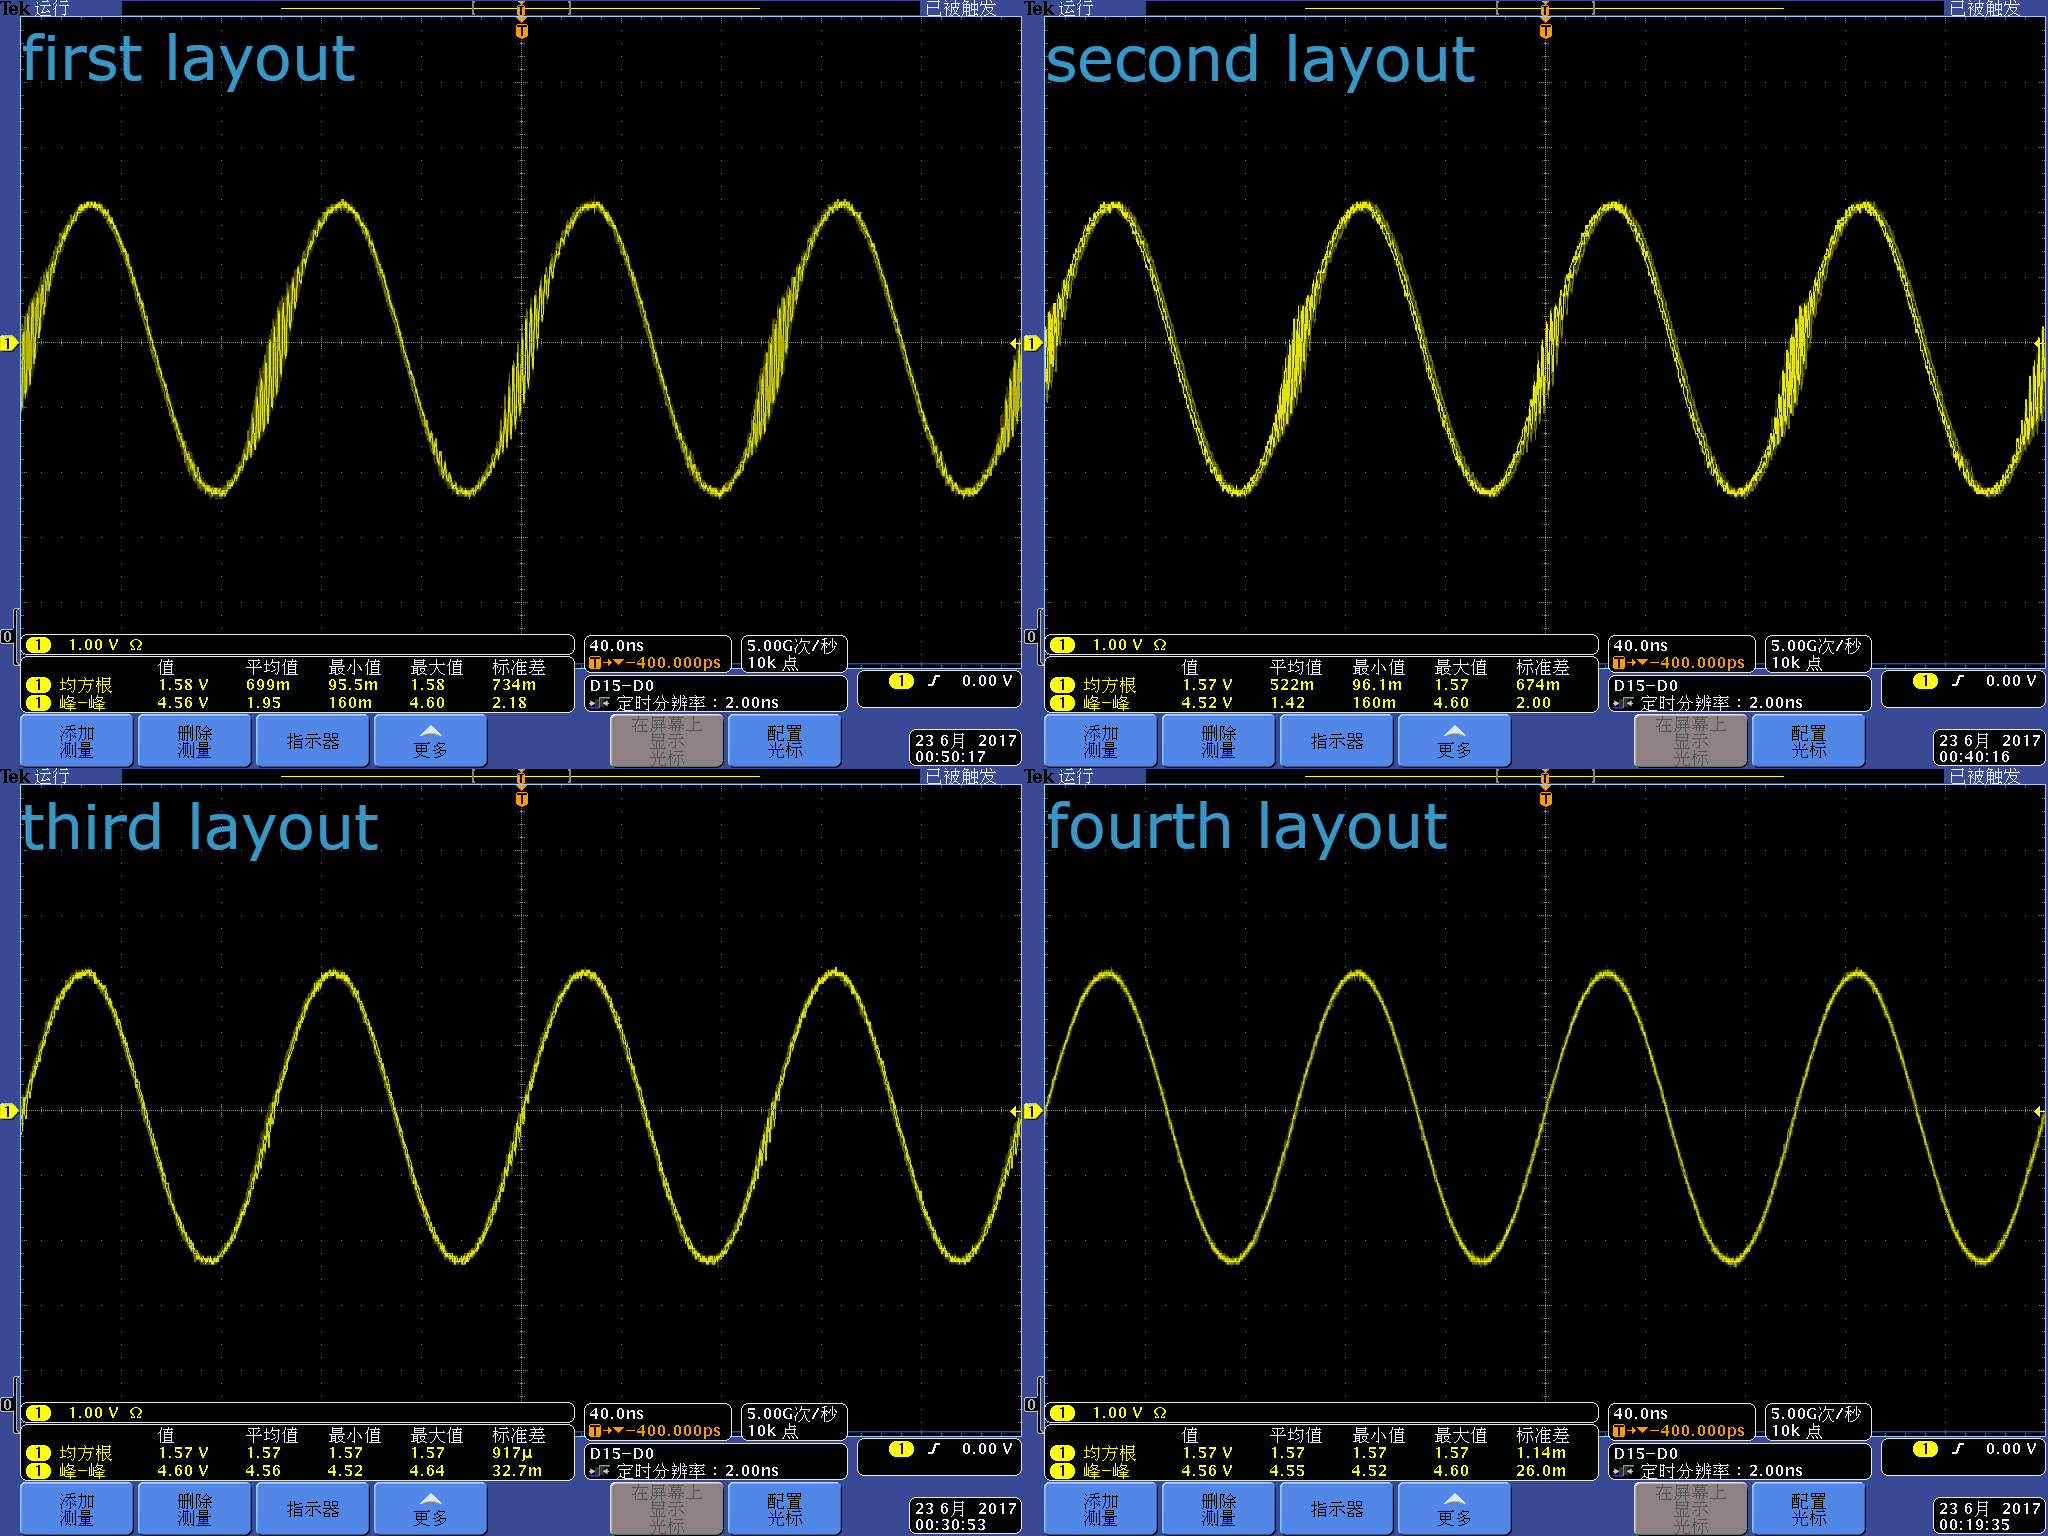 Tek 运行
已被触发
T
T
first layout
1
0
1 1.00 V Ω
40.0ns
T→▼−400.000ps
5.00G次/秒
10k 点
值 平均值 最小值 最大值 标准差
1 均方根 1.58 V 699m 95.5m 1.58 734m
1 峰−峰 4.56 V 1.95 160m 4.60 2.18
D15−D0
定时分辨率：2.00ns
1 0.00 V
添加
测量
删除
测量
指示器
更多
在屏幕上
显示
光标
配置
光标
23 6月 2017
00:50:17
Tek 运行
已被触发
T
T
second layout
1
0
1 1.00 V Ω
40.0ns
T→▼−400.000ps
5.00G次/秒
10k 点
值 平均值 最小值 最大值 标准差
1 均方根 1.57 V 522m 96.1m 1.57 674m
1 峰−峰 4.52 V 1.42 160m 4.60 2.00
D15−D0
定时分辨率：2.00ns
1 0.00 V
添加
测量
删除
测量
指示器
更多
在屏幕上
显示
光标
配置
光标
23 6月 2017
00:40:16
Tek 运行
已被触发
T
T
third layout
1
0
1 1.00 V Ω
40.0ns
T→▼−400.000ps
5.00G次/秒
10k 点
值 平均值 最小值 最大值 标准差
1 均方根 1.57 V 1.57 1.57 1.57 917µ
1 峰−峰 4.60 V 4.56 4.52 4.64 32.7m
D15−D0
定时分辨率：2.00ns
1 0.00 V
添加
测量
删除
测量
指示器
更多
在屏幕上
显示
光标
配置
光标
23 6月 2017
00:30:53
Tek 运行
已被触发
T
T
fourth layout
1
0
1 1.00 V Ω
40.0ns
T→▼−400.000ps
5.00G次/秒
10k 点
值 平均值 最小值 最大值 标准差
1 均方根 1.57 V 1.57 1.57 1.57 1.14m
1 峰−峰 4.56 V 4.55 4.52 4.60 26.0m
D15−D0
定时分辨率：2.00ns
1 0.00 V
添加
测量
删除
测量
指示器
更多
在屏幕上
显示
光标
配置
光标
23 6月 2017
00:19:35